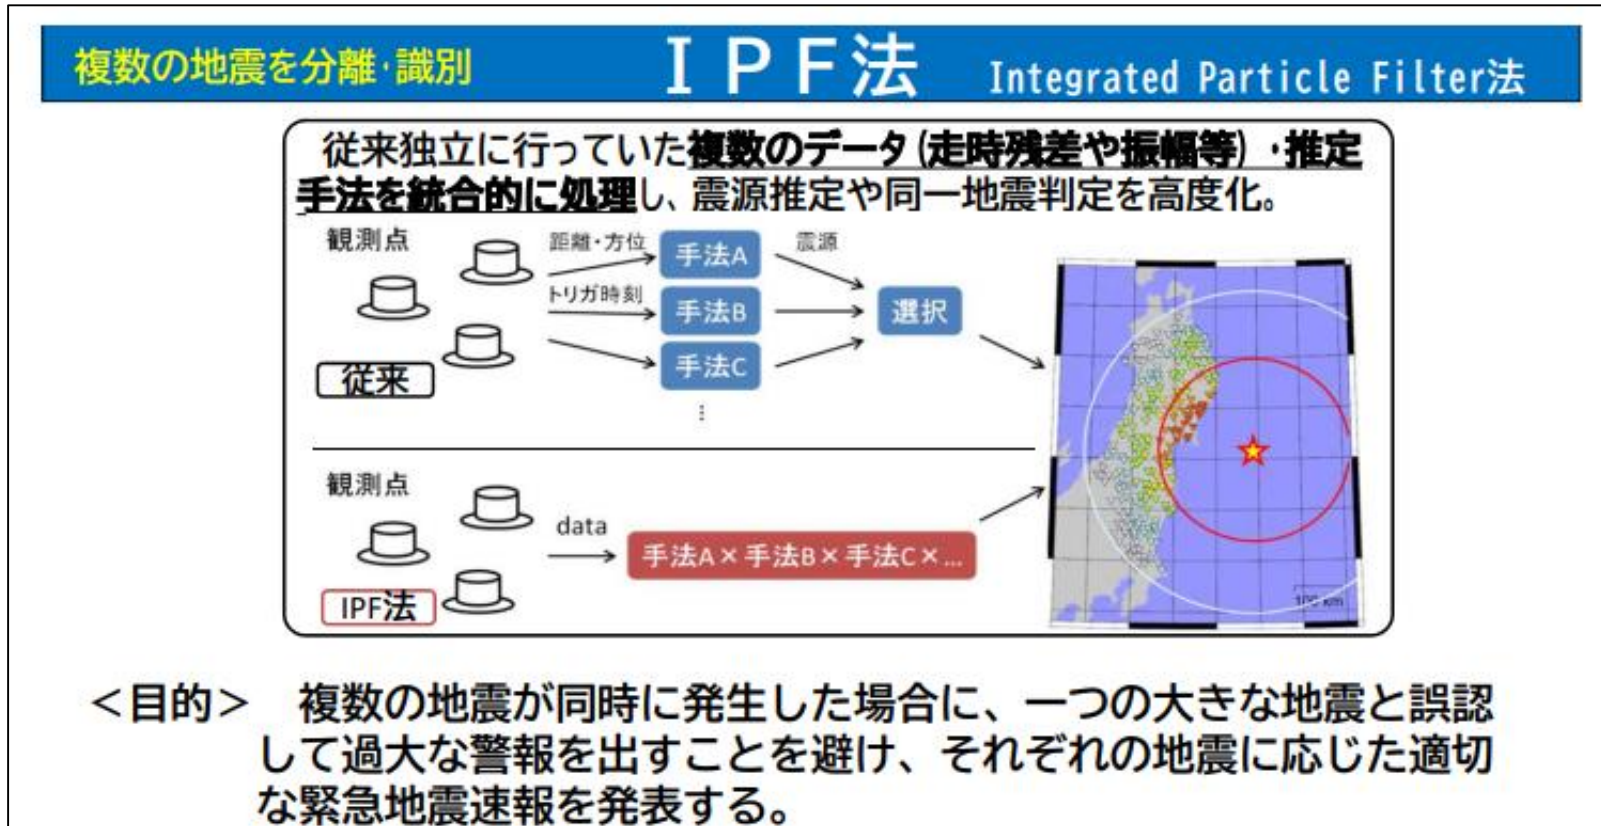 複数の地震を分離・識別 IPF法 Integrated Particle Filter法
従来独立に行っていた複数のデータ(走時残差や振幅等)・推定
手法を統合的に処理し、震源推定や同一地震判定を高度化。
観測点
距離・方位
手法A
震源
トリガ時刻
手法B
選択
手法C
従来
⋮
観測点
data
手法A×手法B×手法C×…
IPF法
100 km
<目的> 複数の地震が同時に発生した場合に、一つの大きな地震と誤認
して過大な警報を出すことを避け、それぞれの地震に応じた適切
な緊急地震速報を発表する。